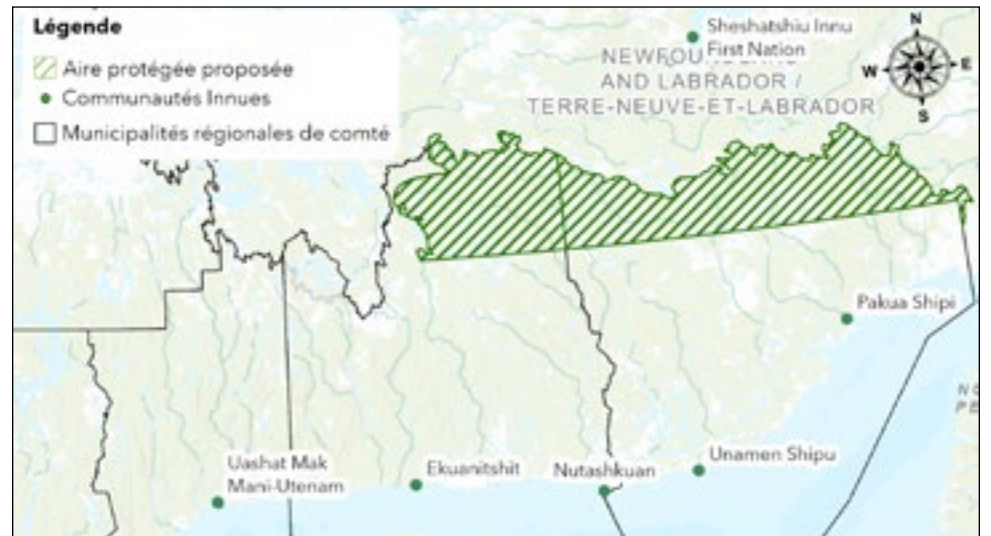 Légende
Aire protégée proposée
Communautés Innues
Municipalités régionales de comté
Sheshatshiu Innu
First Nation
AND LABRADOR /
TERRE-NEUVE-ET-LABRADOR
N
W
E
S
Pakua Shipi
Uashat Mak
Mani-Utenam
Ekuanitshit
Nutashkuan
Unamen Shipu